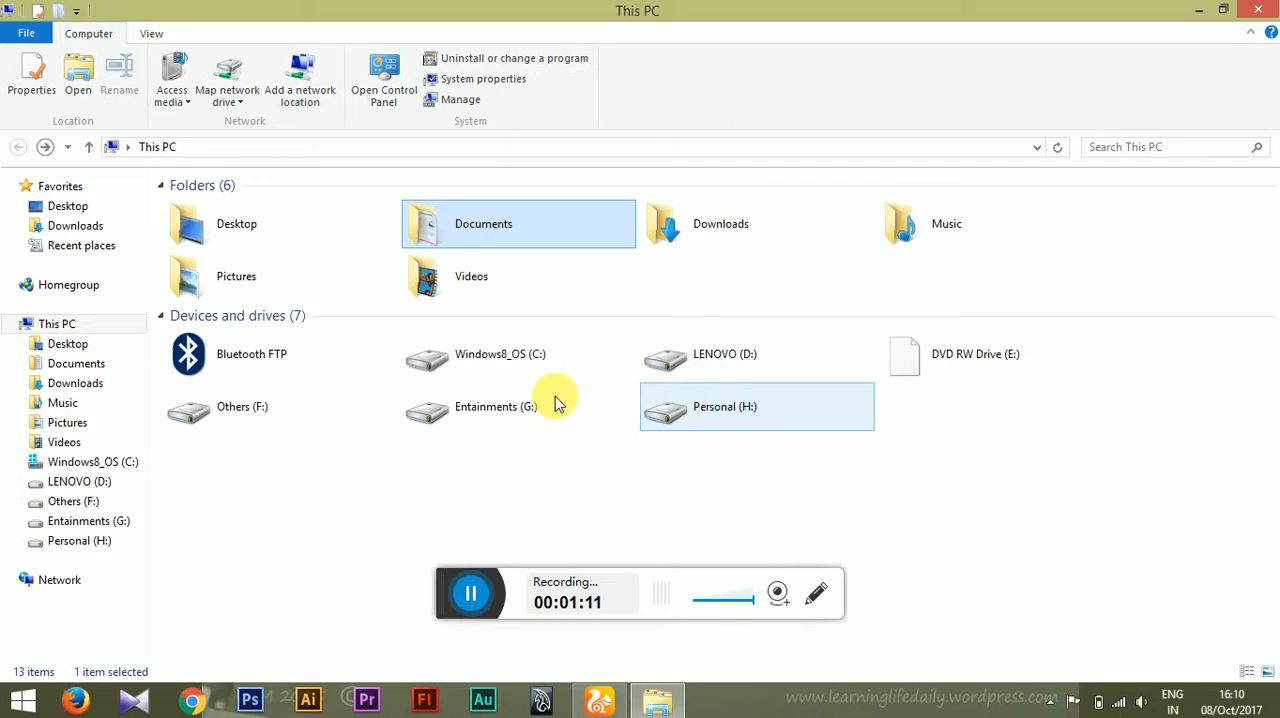 This PC
File
Computer
View
Properties
Open
Rename
Access media
Map network drive
Add a network location
Open Control Panel
Uninstall or change a program
System properties
Manage
Location
Network
System
This PC
Search This PC
Favorites
Desktop
Downloads
Recent places
Homegroup
This PC
Desktop
Documents
Downloads
Music
Pictures
Videos
Windows8_OS (C:)
LENOVO (D:)
Others (F:)
Entainments (G:)
Personal (H:)
Network
Folders (6)
Desktop
Documents
Downloads
Music
Pictures
Videos
Devices and drives (7)
Bluetooth FTP
Windows8_OS (C:)
LENOVO (D:)
DVD RW Drive (E:)
Others (F:)
Entainments (G:)
Personal (H:)
Recording...
00:01:11
13 items
1 item selected
Ps
Ai
Pr
Fl
Au
www.learninglifedaily.wordpress.com
ENG
IN
16:10
08/Oct/2017